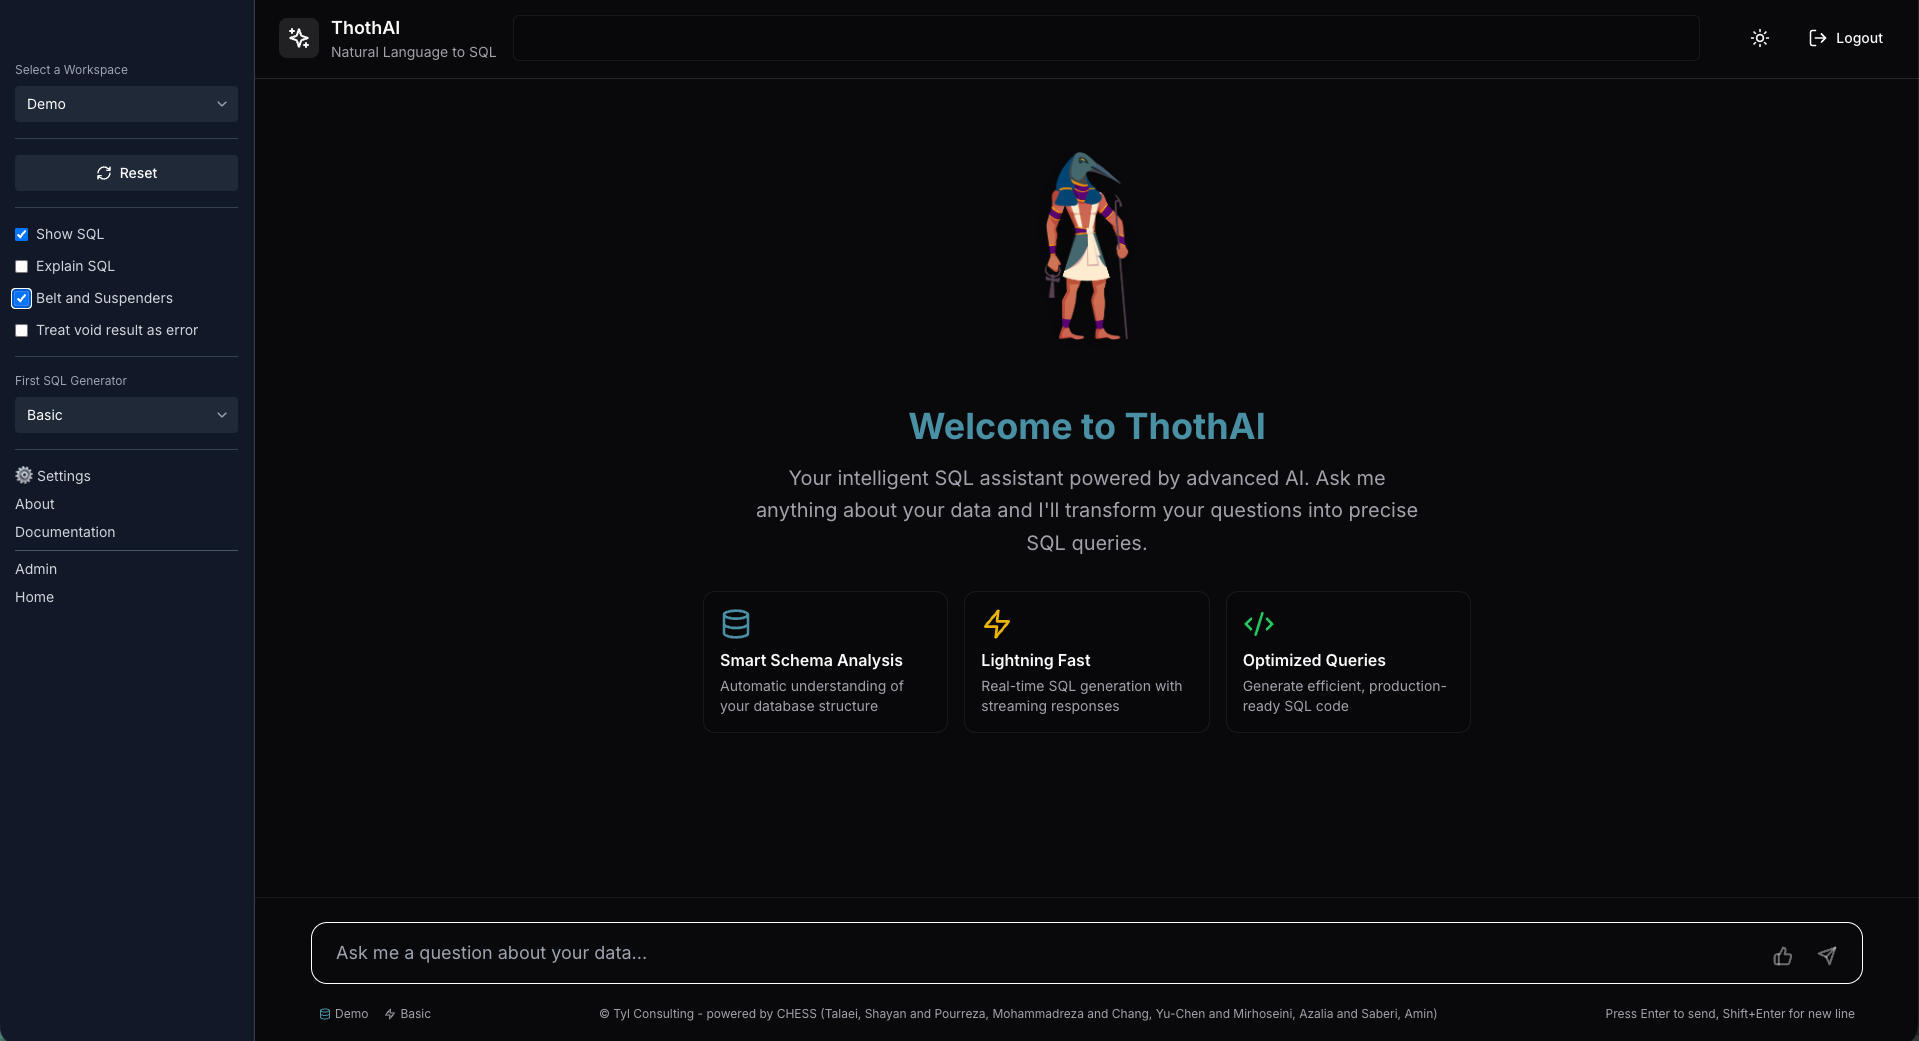 Select a Workspace
Demo
Reset
Show SQL
Explain SQL
Belt and Suspenders
Treat void result as error
First SQL Generator
Basic
Settings
About
Documentation
Admin
Home
ThothAI
Natural Language to SQL
Logout
Welcome to ThothAI
Your intelligent SQL assistant powered by advanced AI. Ask me
anything about your data and I'll transform your questions into precise
SQL queries.
Smart Schema Analysis
Automatic understanding of
your database structure
Lightning Fast
Real-time SQL generation with
streaming responses
Optimized Queries
Generate efficient, production-
ready SQL code
Ask me a question about your data...
Demo
Basic
© Tyl Consulting - powered by CHESS (Talaei, Shayan and Pourreza, Mohammadreza and Chang, Yu-Chen and Mirhoseini, Azalia and Saberi, Amin)
Press Enter to send, Shift+Enter for new line